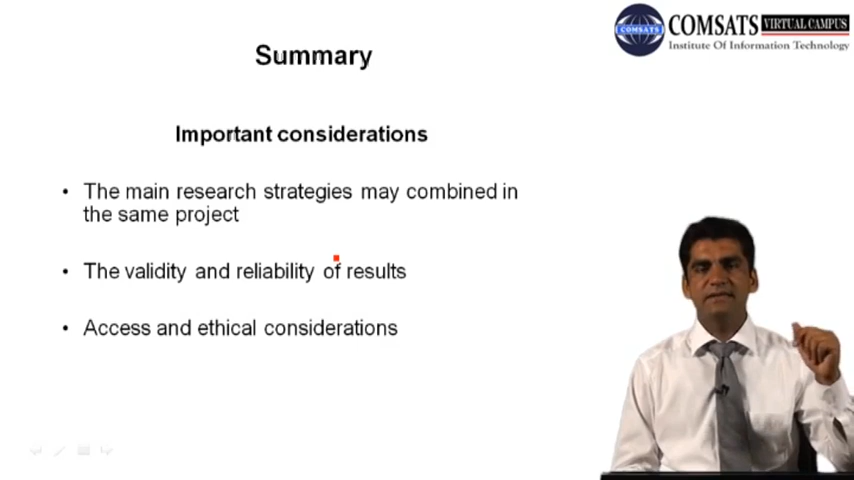 COMSATS
COMSATS VIRTUAL CAMPUS
Institute Of Information Technology
Summary
Important considerations
• The main research strategies may combined in
the same project
• The validity and reliability of results
• Access and ethical considerations